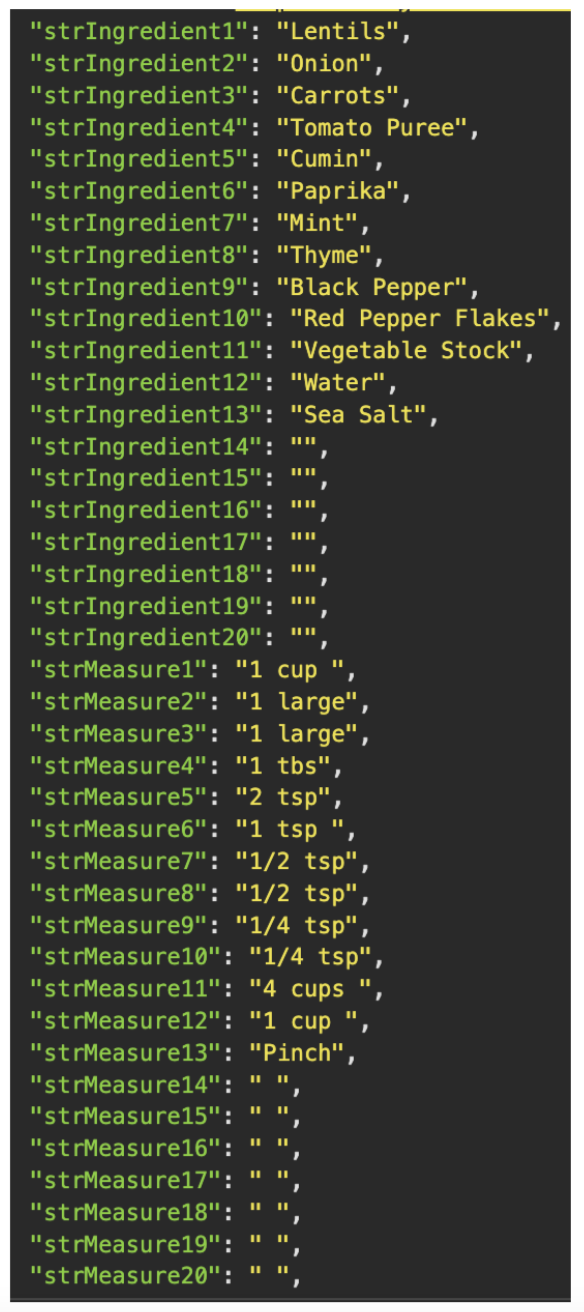 "strIngredient1": "Lentils",
"strIngredient2": "Onion",
"strIngredient3": "Carrots",
"strIngredient4": "Tomato Puree",
"strIngredient5": "Cumin",
"strIngredient6": "Paprika",
"strIngredient7": "Mint",
"strIngredient8": "Thyme",
"strIngredient9": "Black Pepper",
"strIngredient10": "Red Pepper Flakes",
"strIngredient11": "Vegetable Stock",
"strIngredient12": "Water",
"strIngredient13": "Sea Salt",
"strIngredient14": "",
"strIngredient15": "",
"strIngredient16": "",
"strIngredient17": "",
"strIngredient18": "",
"strIngredient19": "",
"strIngredient20": "",
"strMeasure1": "1 cup ",
"strMeasure2": "1 large",
"strMeasure3": "1 large",
"strMeasure4": "1 tbs",
"strMeasure5": "2 tsp",
"strMeasure6": "1 tsp ",
"strMeasure7": "1/2 tsp",
"strMeasure8": "1/2 tsp",
"strMeasure9": "1/4 tsp",
"strMeasure10": "1/4 tsp",
"strMeasure11": "4 cups ",
"strMeasure12": "1 cup ",
"strMeasure13": "Pinch",
"strMeasure14": " ",
"strMeasure15": " ",
"strMeasure16": " ",
"strMeasure17": " ",
"strMeasure18": " ",
"strMeasure19": " ",
"strMeasure20": " ",